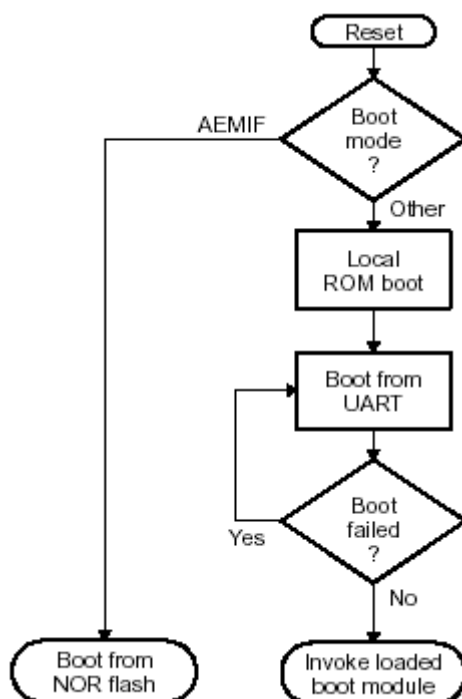 Reset
Boot
mode
?
AEMIF
Other
Local
ROM boot
Boot from
UART
Boot
failed
?
Yes
No
Boot from
NOR flash
Invoke loaded
boot module